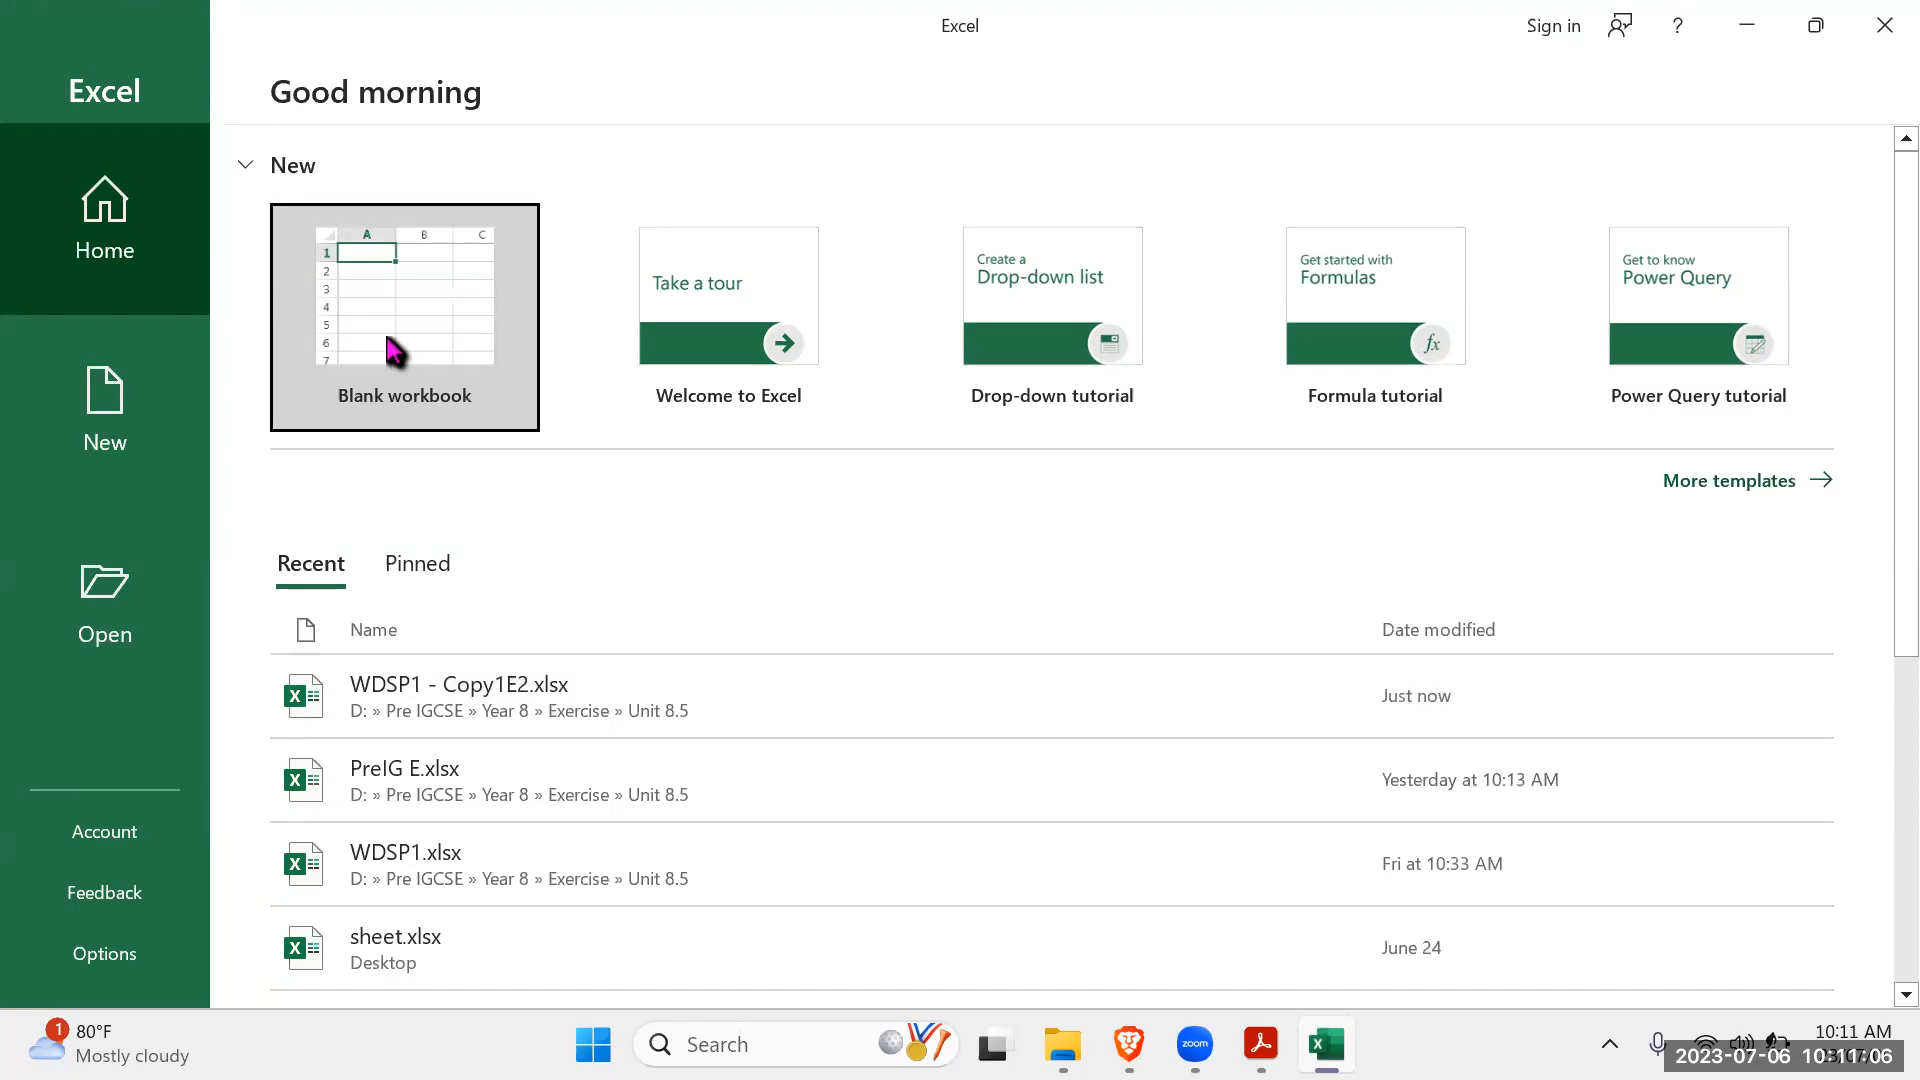 Excel
Sign in
?
Excel
Good morning
New
Home
A B C
1
2
3
4
5
6
7
Blank workbook
Take a tour
Welcome to Excel
Create a
Drop-down list
Drop-down tutorial
Get started with
Formulas
fx
Formula tutorial
Get to know
Power Query
Power Query tutorial
New
More templates
Open
Recent Pinned
Name Date modified
WDSP1 - Copy1E2.xlsx
D: » Pre IGCSE » Year 8 » Exercise » Unit 8.5
Just now
PreIG E.xlsx
D: » Pre IGCSE » Year 8 » Exercise » Unit 8.5
Yesterday at 10:13 AM
WDSP1.xlsx
D: » Pre IGCSE » Year 8 » Exercise » Unit 8.5
Fri at 10:33 AM
sheet.xlsx
Desktop
June 24
Account
Feedback
Options
1
80°F
Mostly cloudy
Search
zoom
10:11 AM
2023-07-06 10:11:06